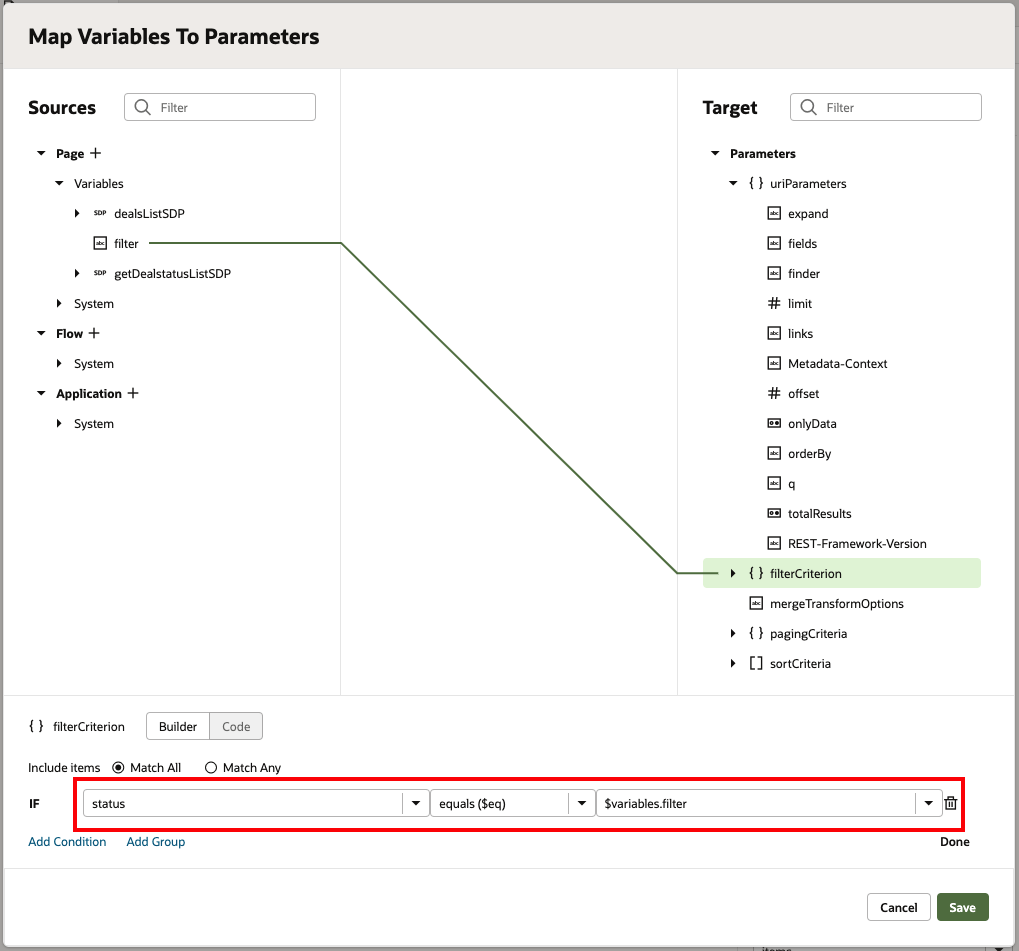 Map Variables To Parameters
Sources
Filter
Page
Variables
SDP dealsListSDP
abc filter
SDP getDealstatusListSDP
System
Flow
System
Application
System
Target
Filter
Parameters
{ } uriParameters
abc expand
abc fields
abc finder
# limit
abc links
abc Metadata-Context
# offset
onlyData
abc orderBy
abc q
totalResults
abc REST-Framework-Version
{ } filterCriterion
abc mergeTransformOptions
{ } pagingCriteria
[ ] sortCriteria
{ } filterCriterion Builder Code
Include items Match All Match Any
IF status equals ($eq) $variables.filter
Add Condition Add Group Done
Cancel Save